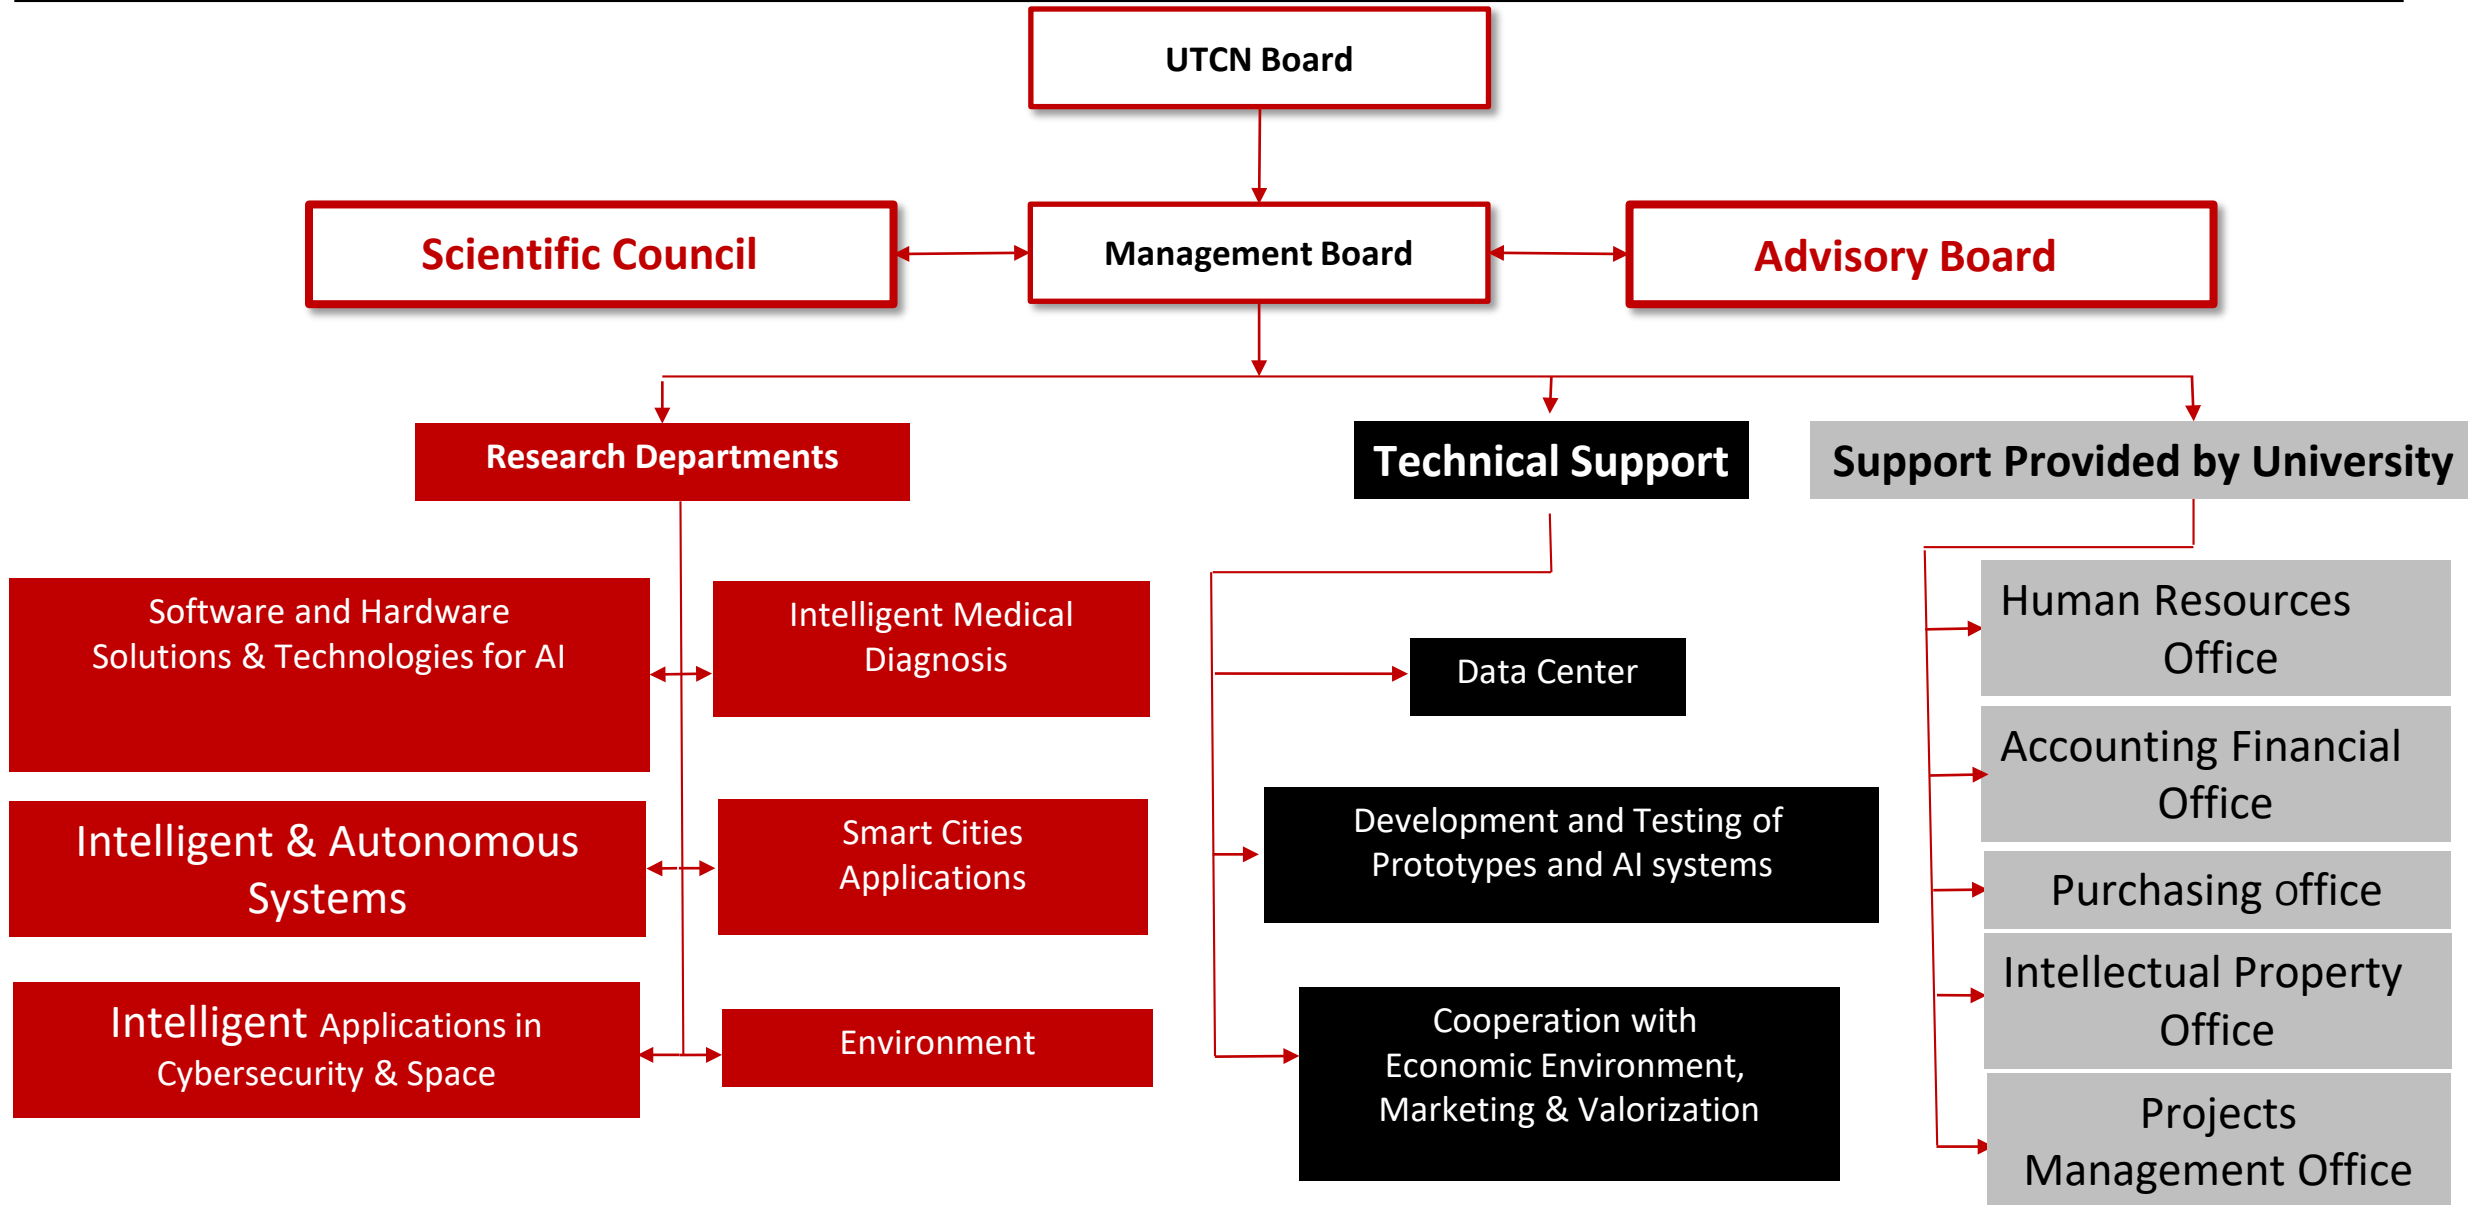 UTCN Board
Scientific Council
Management Board
Advisory Board
Research Departments
Technical Support
Support Provided by University
Software and Hardware
Solutions & Technologies for AI
Intelligent Medical
Diagnosis
Intelligent & Autonomous
Systems
Smart Cities
Applications
Intelligent Applications in
Cybersecurity & Space
Environment
Data Center
Development and Testing of
Prototypes and AI systems
Cooperation with
Economic Environment,
Marketing & Valorization
Human Resources
Office
Accounting Financial
Office
Purchasing Office
Intellectual Property
Office
Projects
Management Office